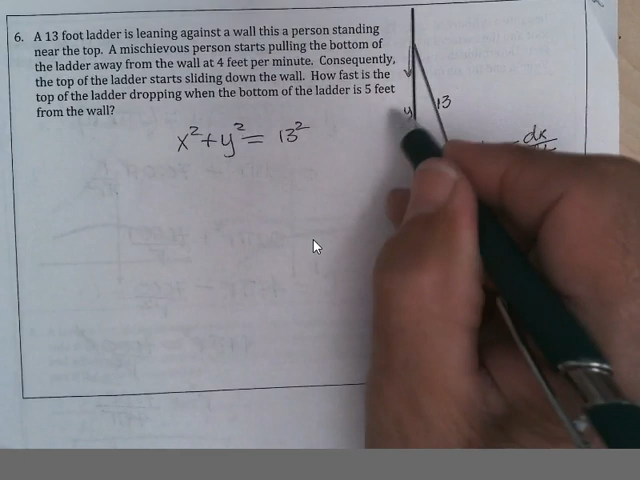 6. A 13 foot ladder is leaning against a wall this a person standing
near the top. A mischievous person starts pulling the bottom of
the ladder away from the wall at 4 feet per minute. Consequently,
the top of the ladder starts sliding down the wall. How fast is the
top of the ladder dropping when the bottom of the ladder is 5 feet
from the wall?
y
13
x² + y² = 13²
dx